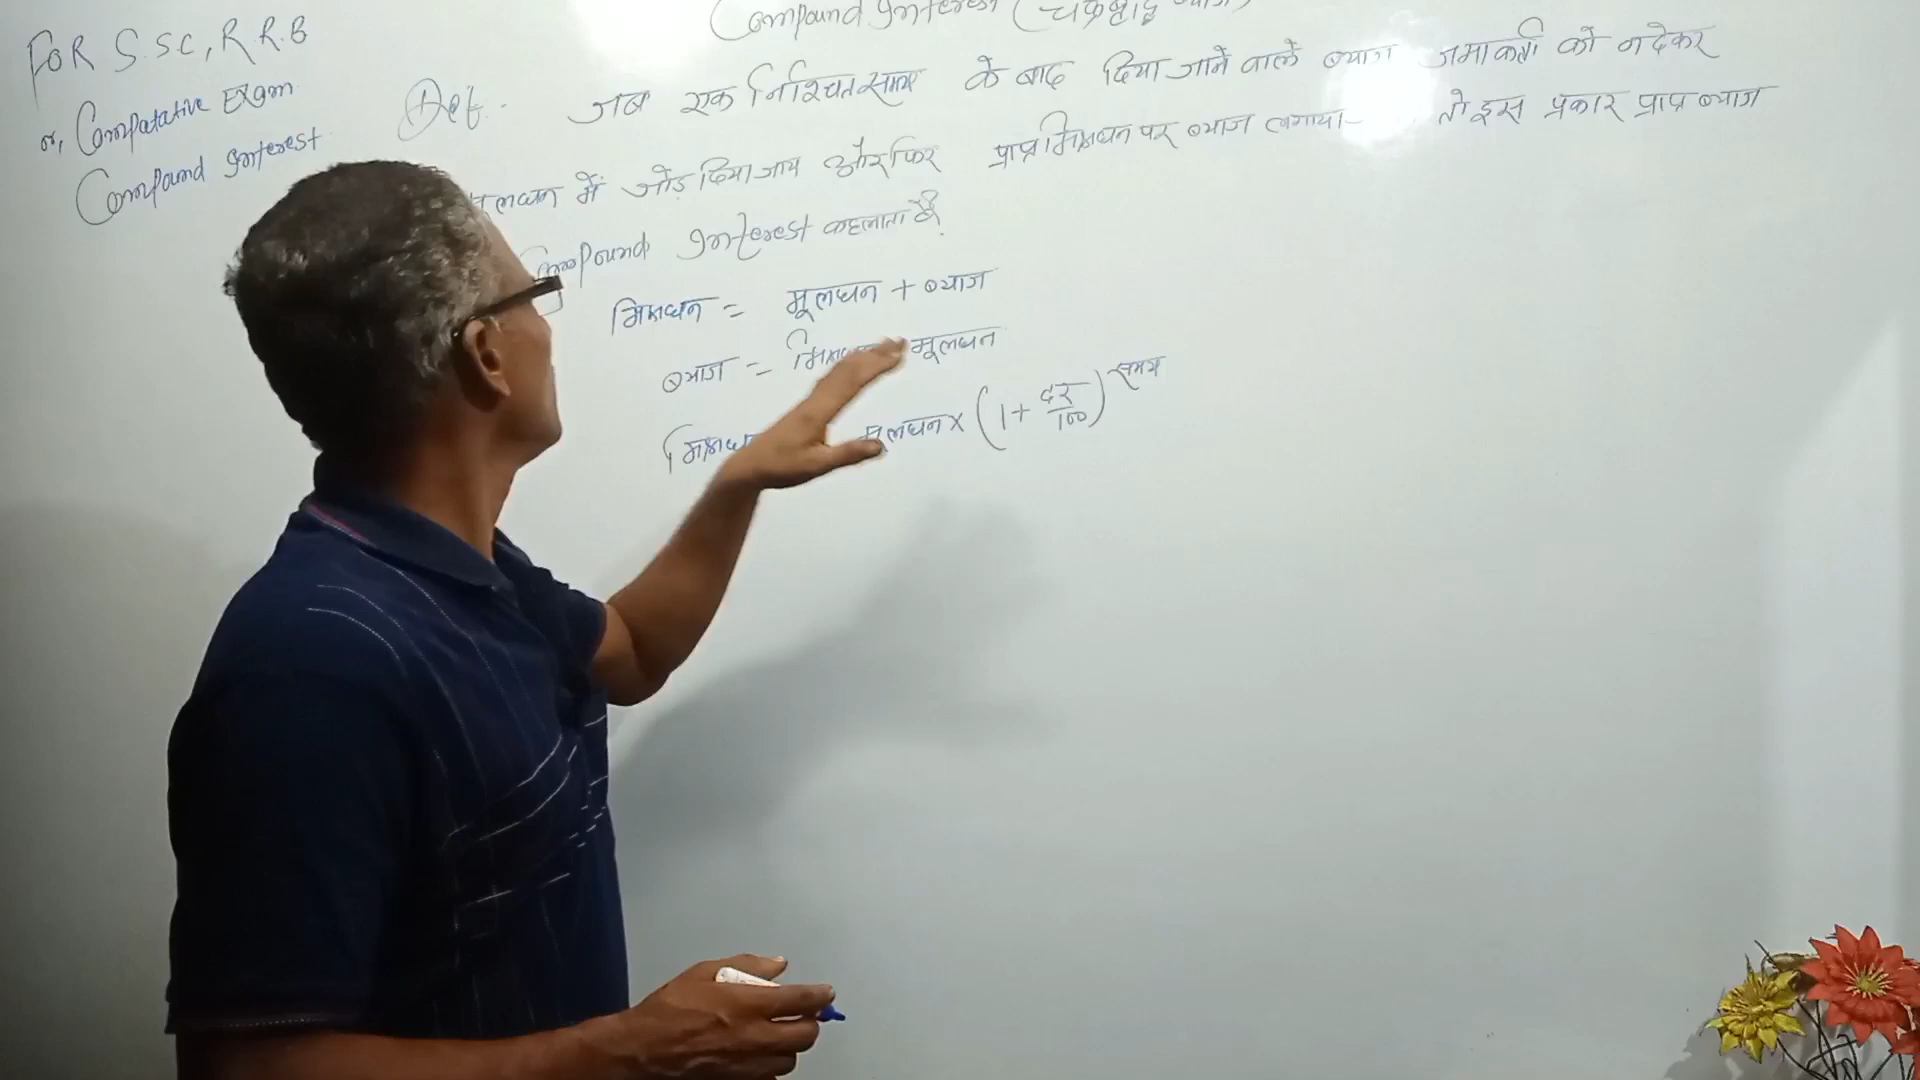 Compound Interest (चक्रवृद्धि ब्याज)
FOR S.SC, R.R.B
or, Compatative Exam
Compound Interest
Def. जब एक निश्चित समय के बाद दिया जाने वाले ब्याज जमाकर्ता को न देकर
मूलधन में जोड़ दिया जाय और फिर प्राप्त मिश्रधन पर ब्याज लगाया तो इस प्रकार प्राप्त ब्याज
Compound Interest कहलाता है।
मिश्रधन = मूलधन + ब्याज
ब्याज = मूलधन
मूलधन × (1 + दर/100)^समय